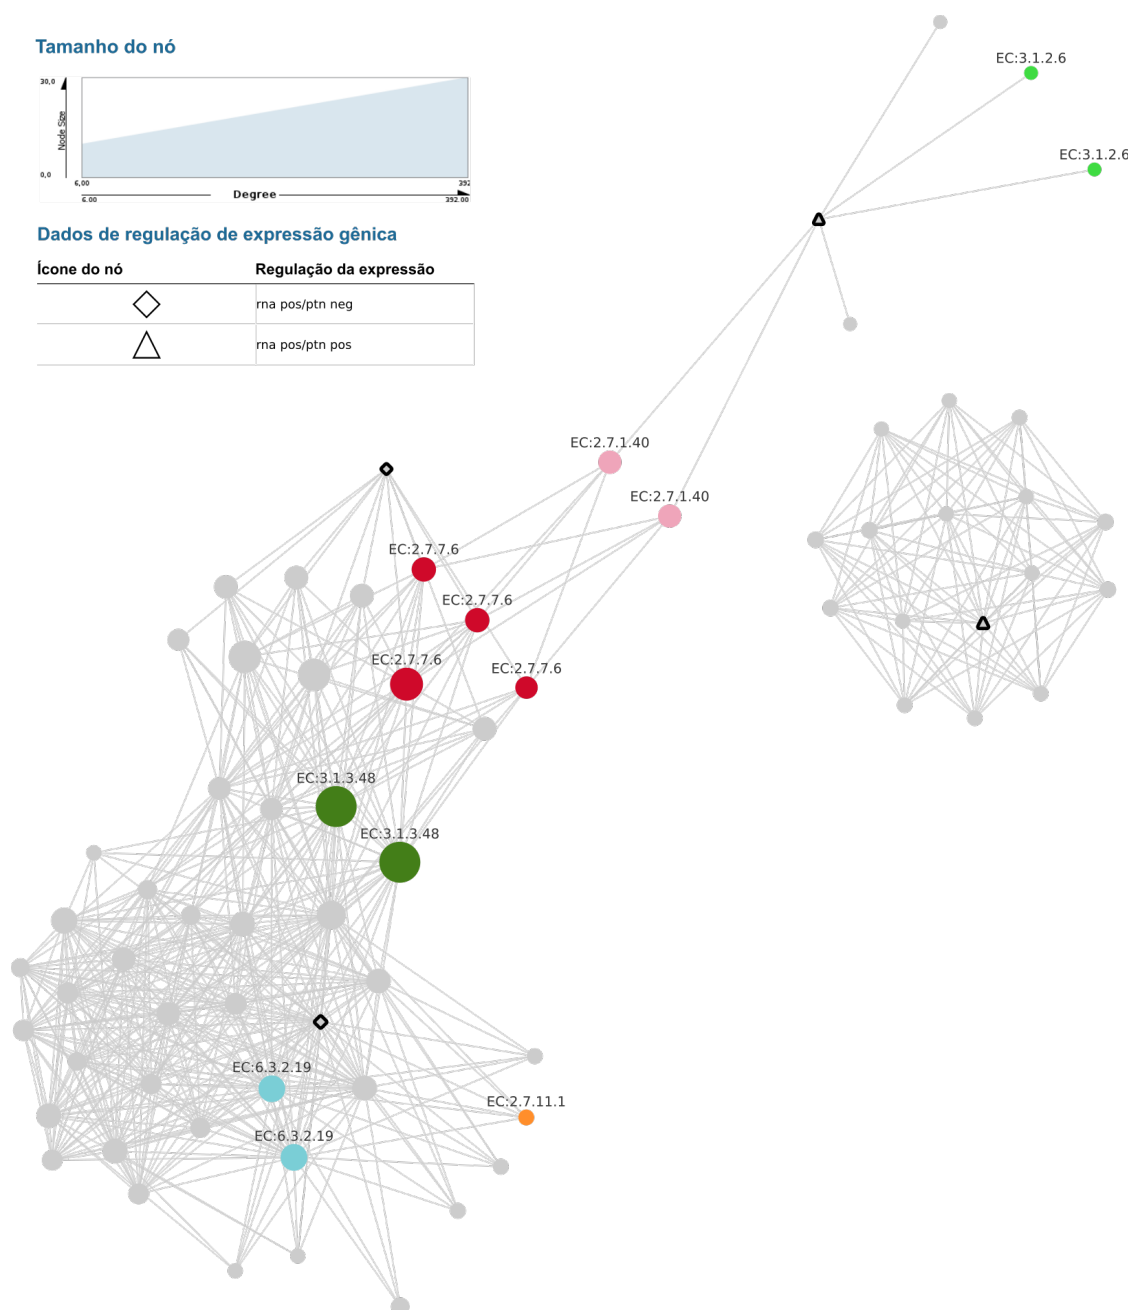 Tamanho do nó
30,0
Node Size
0,0
6,00
392
Degree
6.00
392.00
Dados de regulação de expressão gênica
Ícone do nó Regulação da expressão
rna pos/ptn neg
rna pos/ptn pos
EC:3.1.2.6
EC:3.1.2.6
EC:2.7.1.40
EC:2.7.1.40
EC:2.7.7.6
EC:2.7.7.6
EC:2.7.7.6
EC:2.7.7.6
EC:3.1.3.48
EC:3.1.3.48
EC:6.3.2.19
EC:2.7.11.1
EC:6.3.2.19